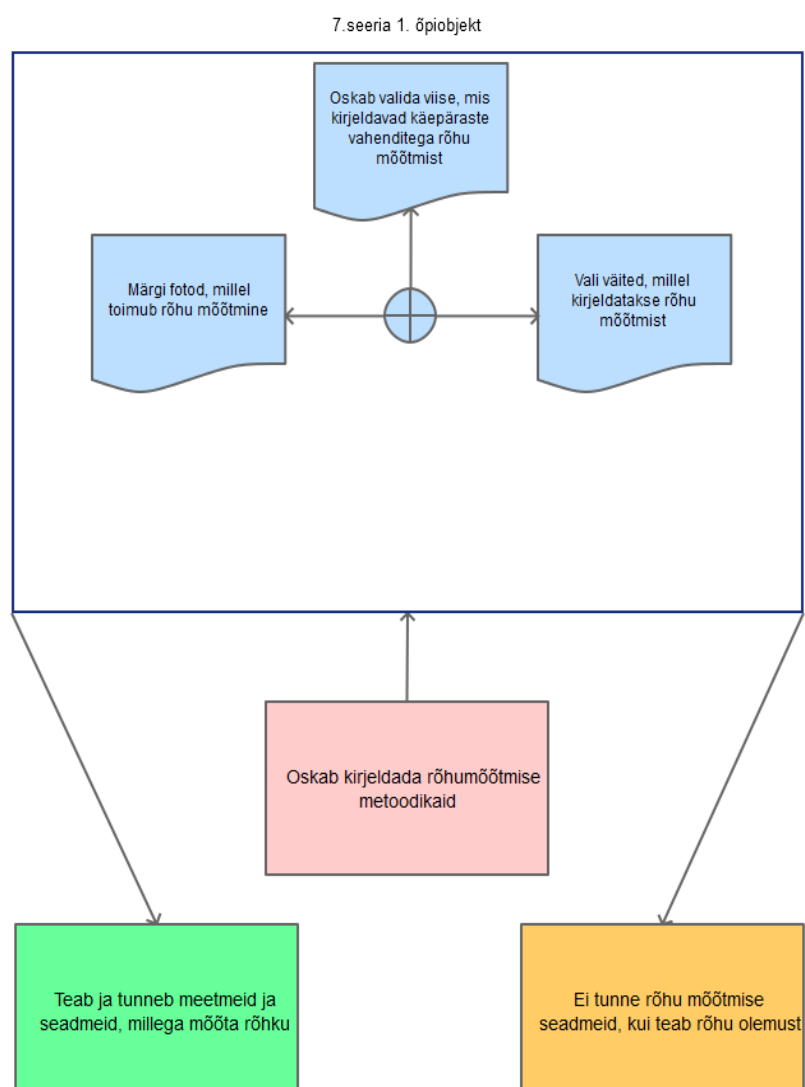 7.seeria 1. õpiobjekt
Oskab valida viise, mis
kirjeldavad käepäraste
vahenditega rõhu
mõõtmist
Märgi fotod, millel
toimub rõhu mõõtmine
Vali väited, millel
kirjeldatakse rõhu
mõõtmist
Oskab kirjeldada rõhumõõtmise
metoodikaid
Teab ja tunneb meetmeid ja
seadmeid, millega mõõta rõhku
Ei tunne rõhu mõõtmise
seadmeid, kui teab rõhu olemust